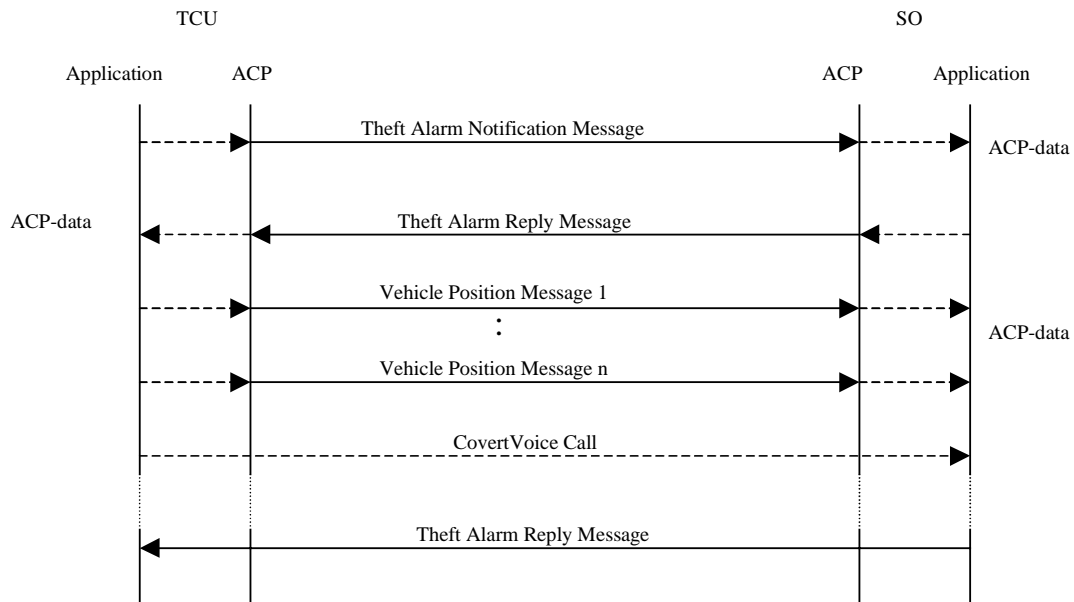 TCU
SO
Application
ACP
ACP
Application
Theft Alarm Notification Message
ACP-data
ACP-data
Theft Alarm Reply Message
Vehicle Position Message 1
:
ACP-data
Vehicle Position Message n
CovertVoice Call
Theft Alarm Reply Message